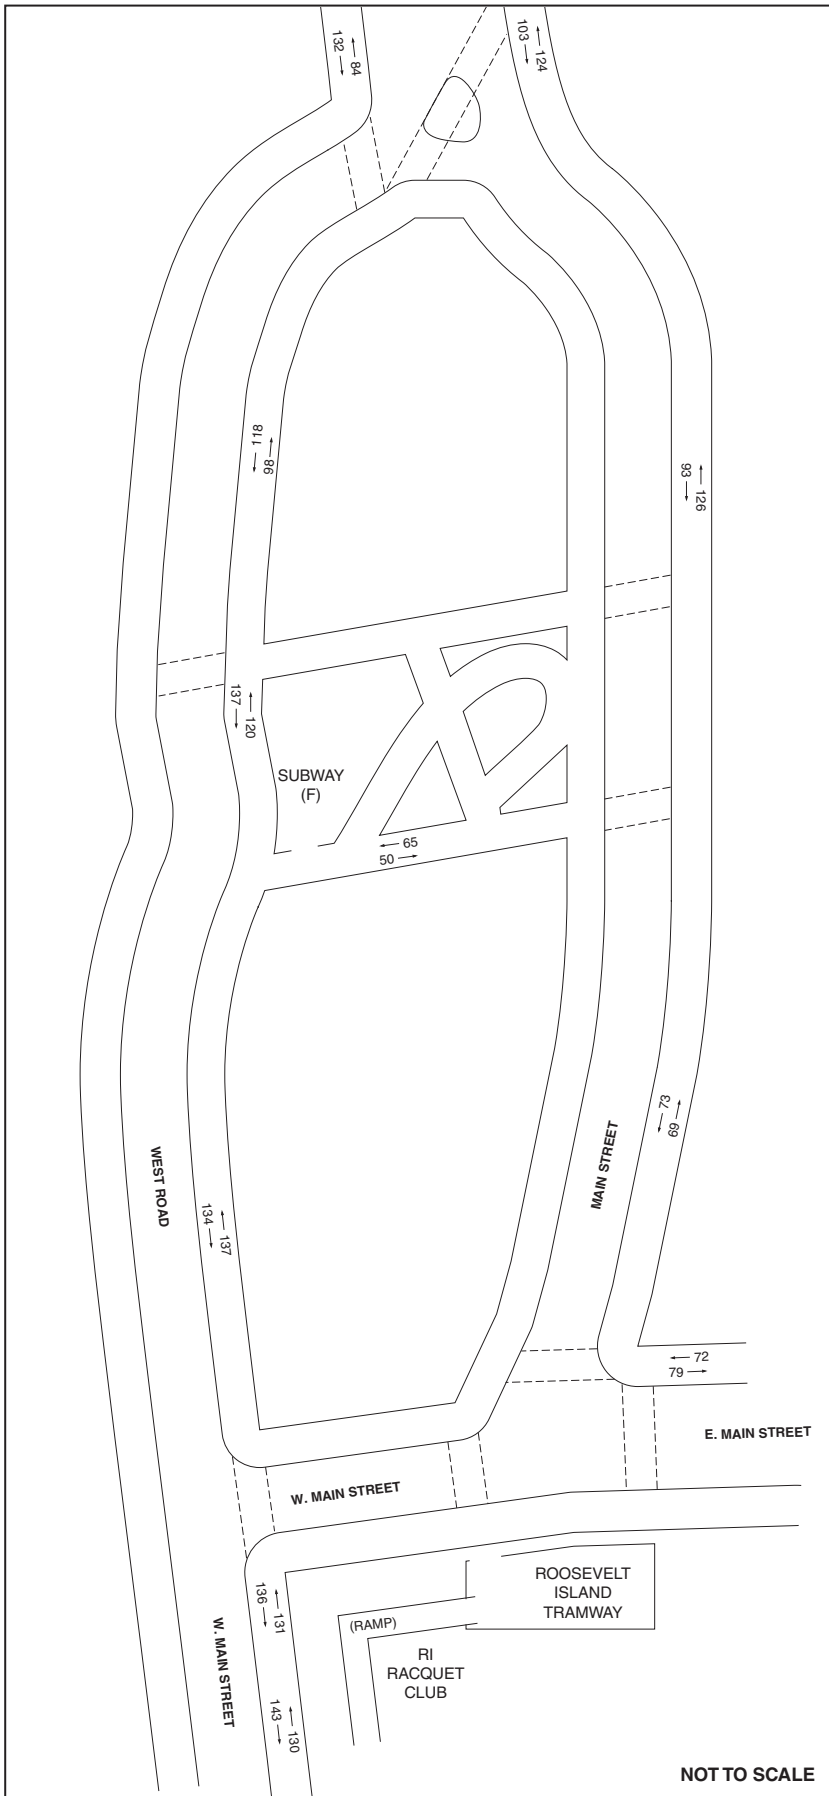 132
84
103
124
118
86
93
126
137
120
SUBWAY
(F)
65
50
73
69
WEST ROAD
MAIN STREET
134
137
72
79
E. MAIN STREET
W. MAIN STREET
136
131
ROOSEVELT
ISLAND
TRAMWAY
(RAMP)
RI
RACQUET
CLUB
W. MAIN STREET
143
130
NOT TO SCALE